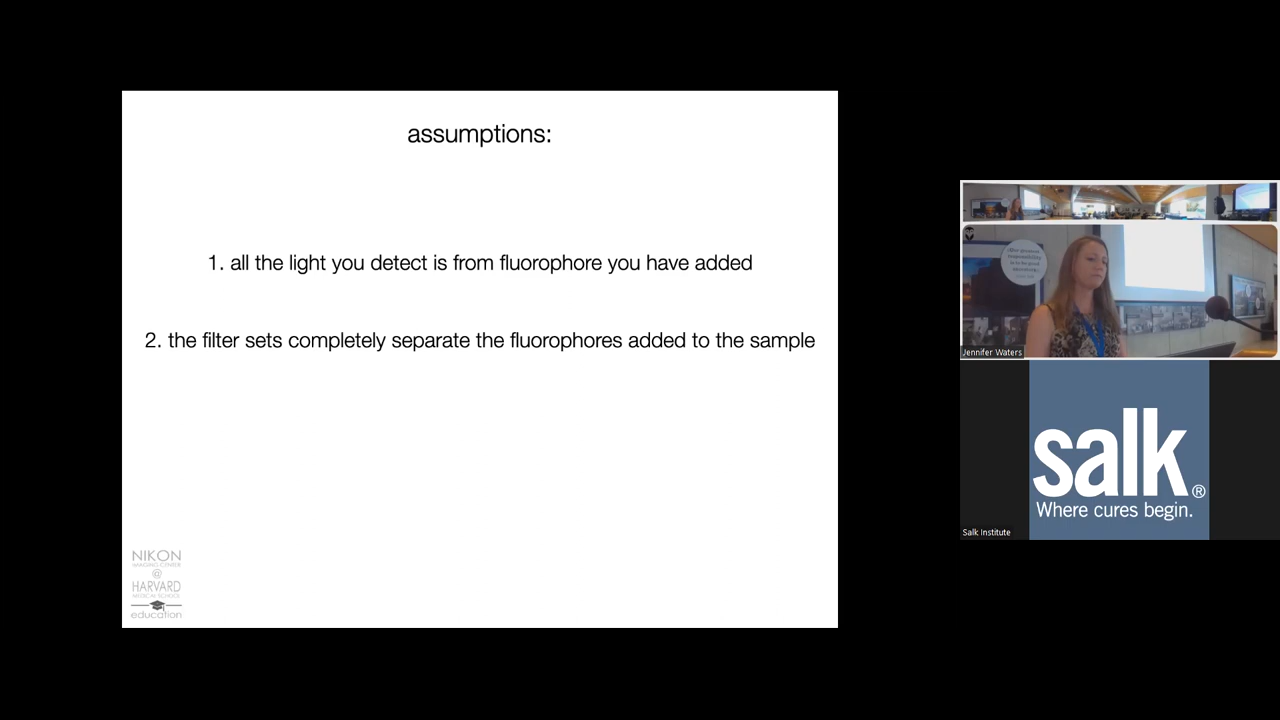 assumptions:
1. all the light you detect is from fluorophore you have added
2. the filter sets completely separate the fluorophores added to the sample
NIKON
IMAGING CENTER
@
HARVARD
MEDICAL SCHOOL
education
Jennifer Waters
salk®
Where cures begin.
Salk Institute